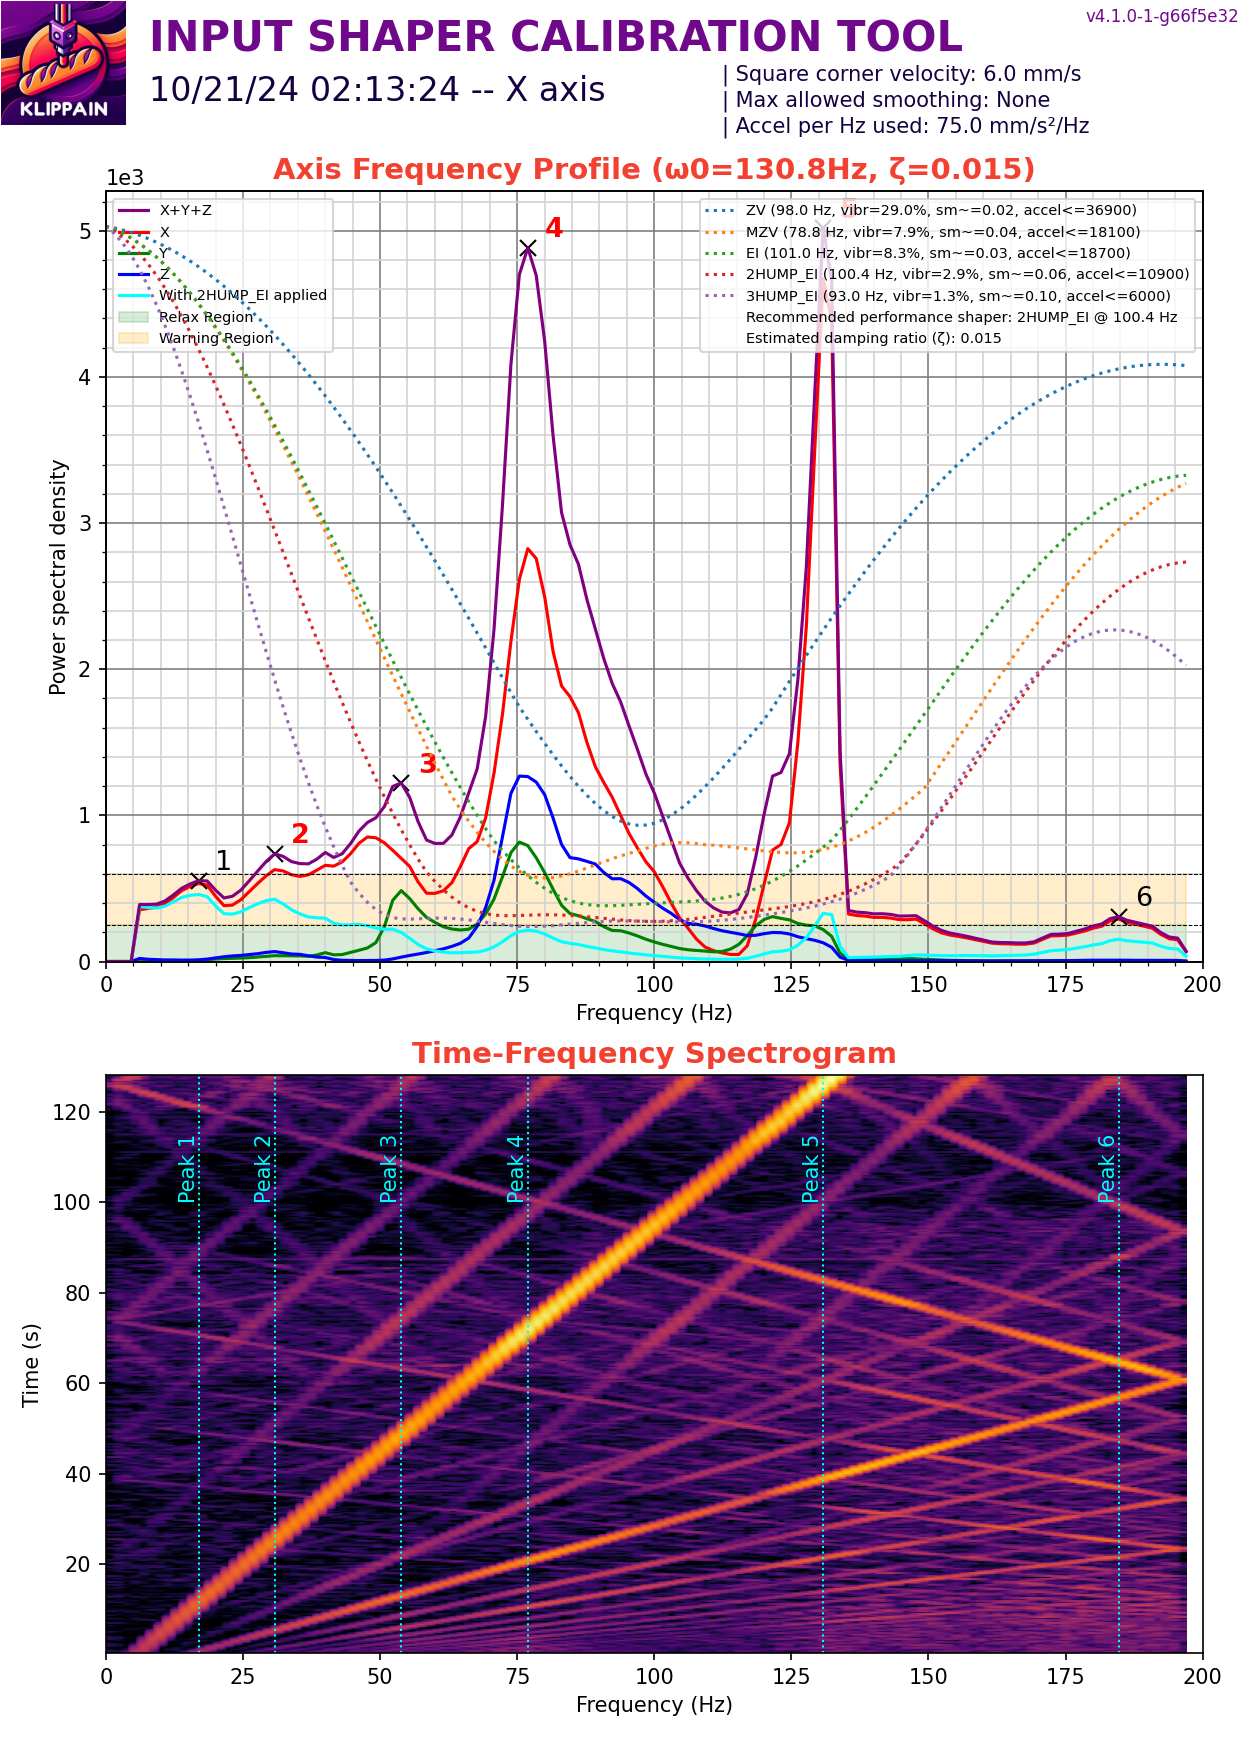 v4.1.0-1-g66f5e32
INPUT SHAPER CALIBRATION TOOL
KLIPPAIN
10/21/24 02:13:24 -- X axis
| Square corner velocity: 6.0 mm/s
| Max allowed smoothing: None
| Accel per Hz used: 75.0 mm/s²/Hz
Axis Frequency Profile (ω0=130.8Hz, ζ=0.015)
1e3
X+Y+Z
X
Y
Z
With 2HUMP_EI applied
Relax Region
Warning Region
ZV (98.0 Hz, vibr=29.0%, sm~=0.02, accel<=36900)
MZV (78.8 Hz, vibr=7.9%, sm~=0.04, accel<=18100)
EI (101.0 Hz, vibr=8.3%, sm~=0.03, accel<=18700)
2HUMP_EI (100.4 Hz, vibr=2.9%, sm~=0.06, accel<=10900)
3HUMP_EI (93.0 Hz, vibr=1.3%, sm~=0.10, accel<=6000)
Recommended performance shaper: 2HUMP_EI @ 100.4 Hz
Estimated damping ratio (ζ): 0.015
5
4
3
2
1
0
Power spectral density
1
2
3
4
5
6
0 25 50 75 100 125 150 175 200
Frequency (Hz)
Time-Frequency Spectrogram
120
100
80
60
40
20
Time (s)
Peak 1
Peak 2
Peak 3
Peak 4
Peak 5
Peak 6
0 25 50 75 100 125 150 175 200
Frequency (Hz)